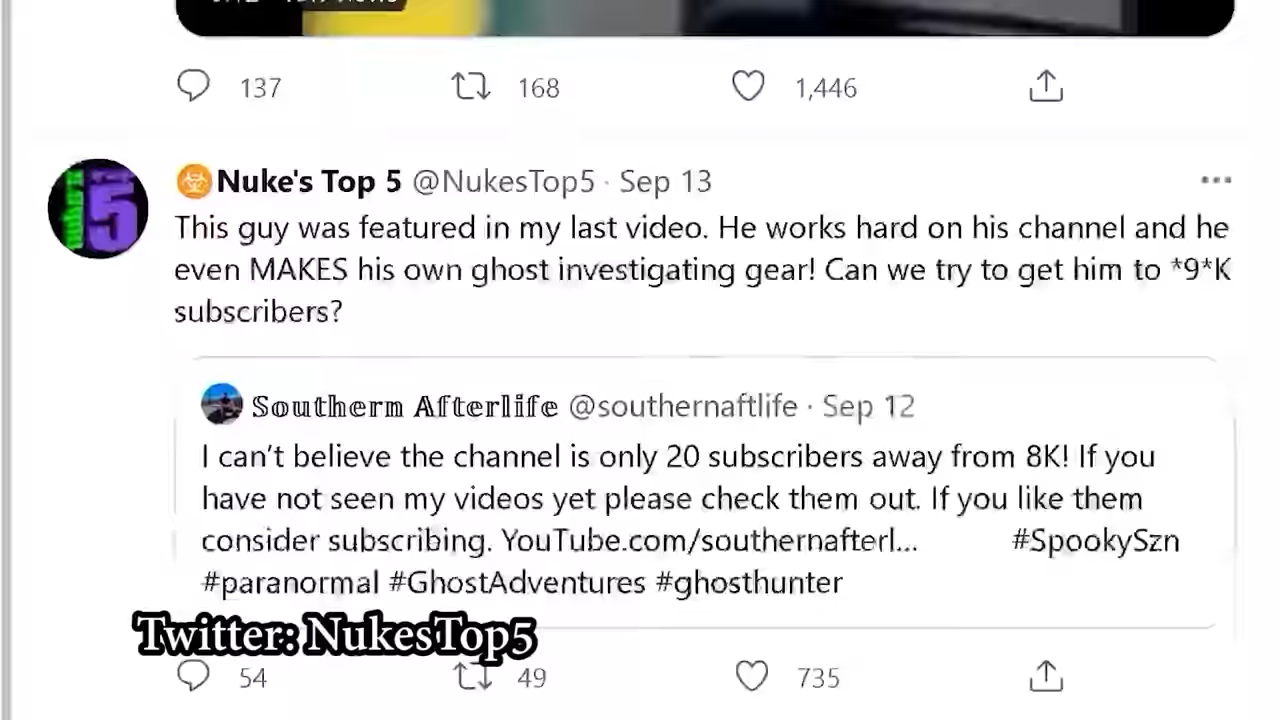 137 168 1,446
Nuke's Top 5 @NukesTop5 · Sep 13
This guy was featured in my last video. He works hard on his channel and he
even MAKES his own ghost investigating gear! Can we try to get him to *9*K
subscribers?
Southern Afterlife @southernaftlife · Sep 12
I can't believe the channel is only 20 subscribers away from 8K! If you
have not seen my videos yet please check them out. If you like them
consider subscribing. YouTube.com/southernafterl... #SpookySzn
#paranormal #GhostAdventures #ghosthunter
Twitter: NukesTop5
54 49 735